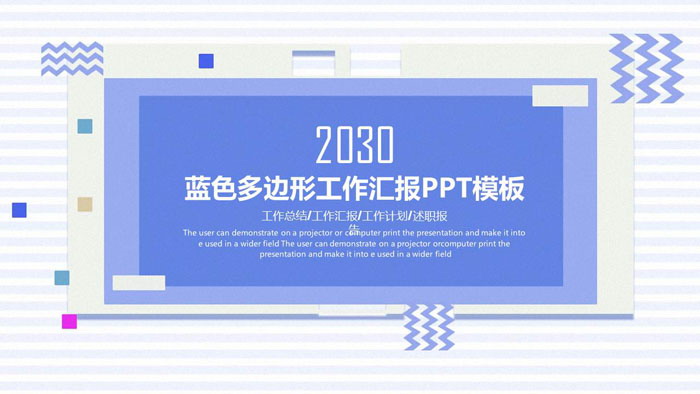 2030
蓝色多边形工作汇报PPT模板
工作总结/工作汇报/工作计划/述职报
告
The user can demonstrate on a projector or computer print the presentation and make it into
e used in a wider field The user can demonstrate on a projector orcomputer print the
presentation and make it into e used in a wider field